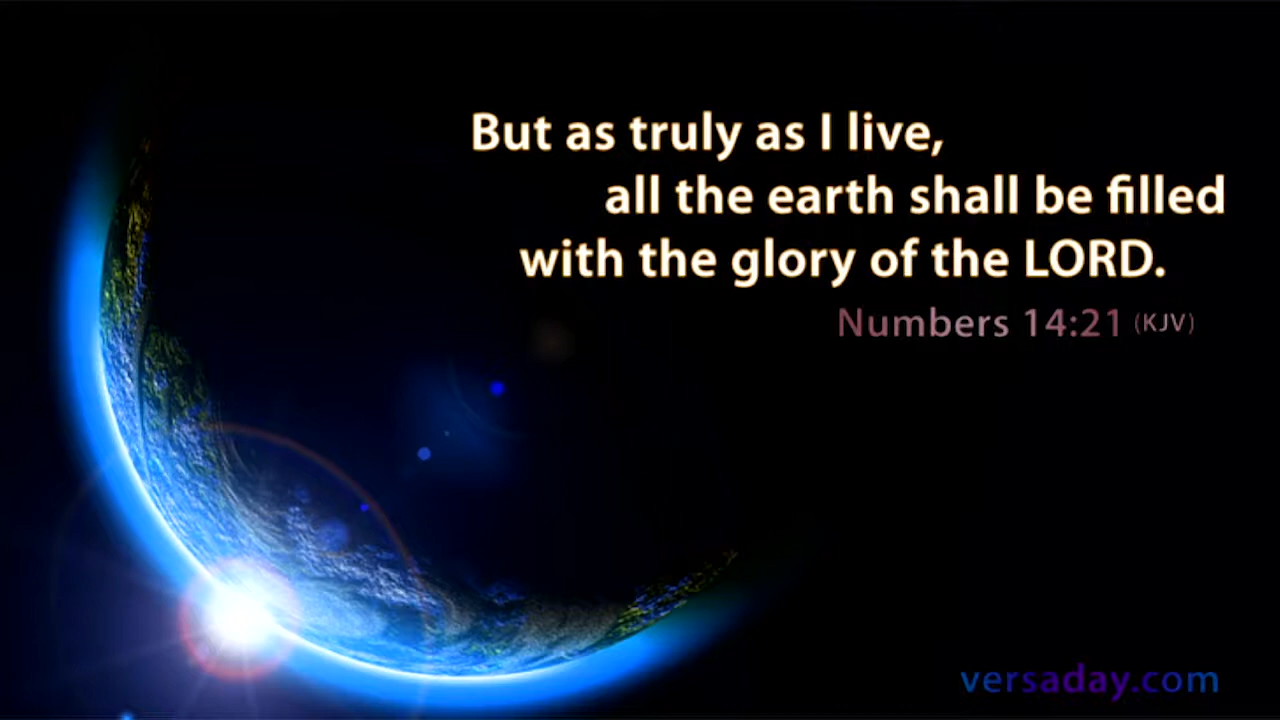 But as truly as I live,
all the earth shall be filled
with the glory of the LORD.
Numbers 14:21 (KJV)
versaday.com